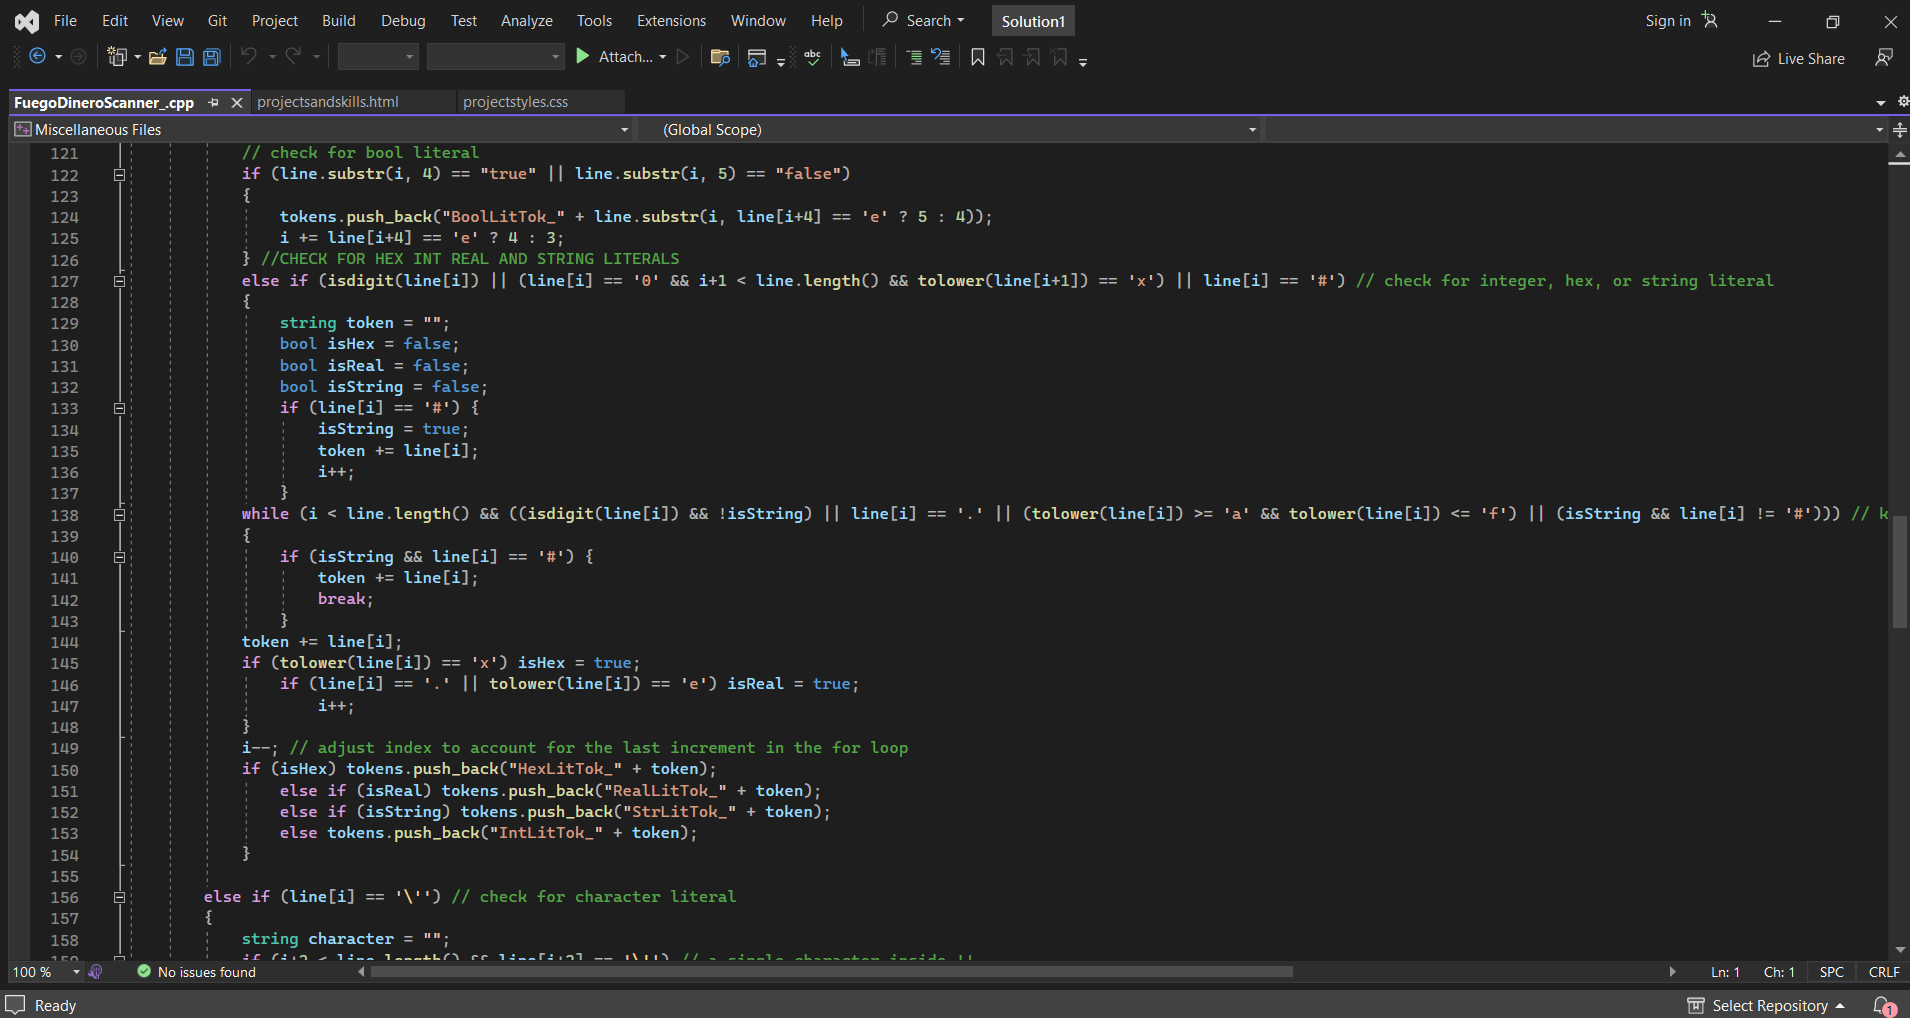 File Edit View Git Project Build Debug Test Analyze Tools Extensions Window Help Search Solution1 Sign in
Attach... abc Live Share
FuegoDineroScanner_.cpp projectsandskills.html projectstyles.css
Miscellaneous Files (Global Scope)
121 // check for bool literal
122 if (line.substr(i, 4) == "true" || line.substr(i, 5) == "false")
123 {
124 tokens.push_back("BoolLitTok_" + line.substr(i, line[i+4] == 'e' ? 5 : 4));
125 i += line[i+4] == 'e' ? 4 : 3;
126 } //CHECK FOR HEX INT REAL AND STRING LITERALS
127 else if (isdigit(line[i]) || (line[i] == '0' && i+1 < line.length() && tolower(line[i+1]) == 'x') || line[i] == '#') // check for integer, hex, or string literal
128 {
129 string token = "";
130 bool isHex = false;
131 bool isReal = false;
132 bool isString = false;
133 if (line[i] == '#') {
134 isString = true;
135 token += line[i];
136 i++;
137 }
138 while (i < line.length() && ((isdigit(line[i]) && !isString) || line[i] == '.' || (tolower(line[i]) >= 'a' && tolower(line[i]) <= 'f') || (isString && line[i] != '#'))) // k
139 {
140 if (isString && line[i] == '#') {
141 token += line[i];
142 break;
143 }
144 token += line[i];
145 if (tolower(line[i]) == 'x') isHex = true;
146 if (line[i] == '.' || tolower(line[i]) == 'e') isReal = true;
147 i++;
148 }
149 i--; // adjust index to account for the last increment in the for loop
150 if (isHex) tokens.push_back("HexLitTok_" + token);
151 else if (isReal) tokens.push_back("RealLitTok_" + token);
152 else if (isString) tokens.push_back("StrLitTok_" + token);
153 else tokens.push_back("IntLitTok_" + token);
154 }
155
156 else if (line[i] == '\'') // check for character literal
157 {
158 string character = "";
100 % No issues found Ln: 1 Ch: 1 SPC CRLF
Ready Select Repository 1